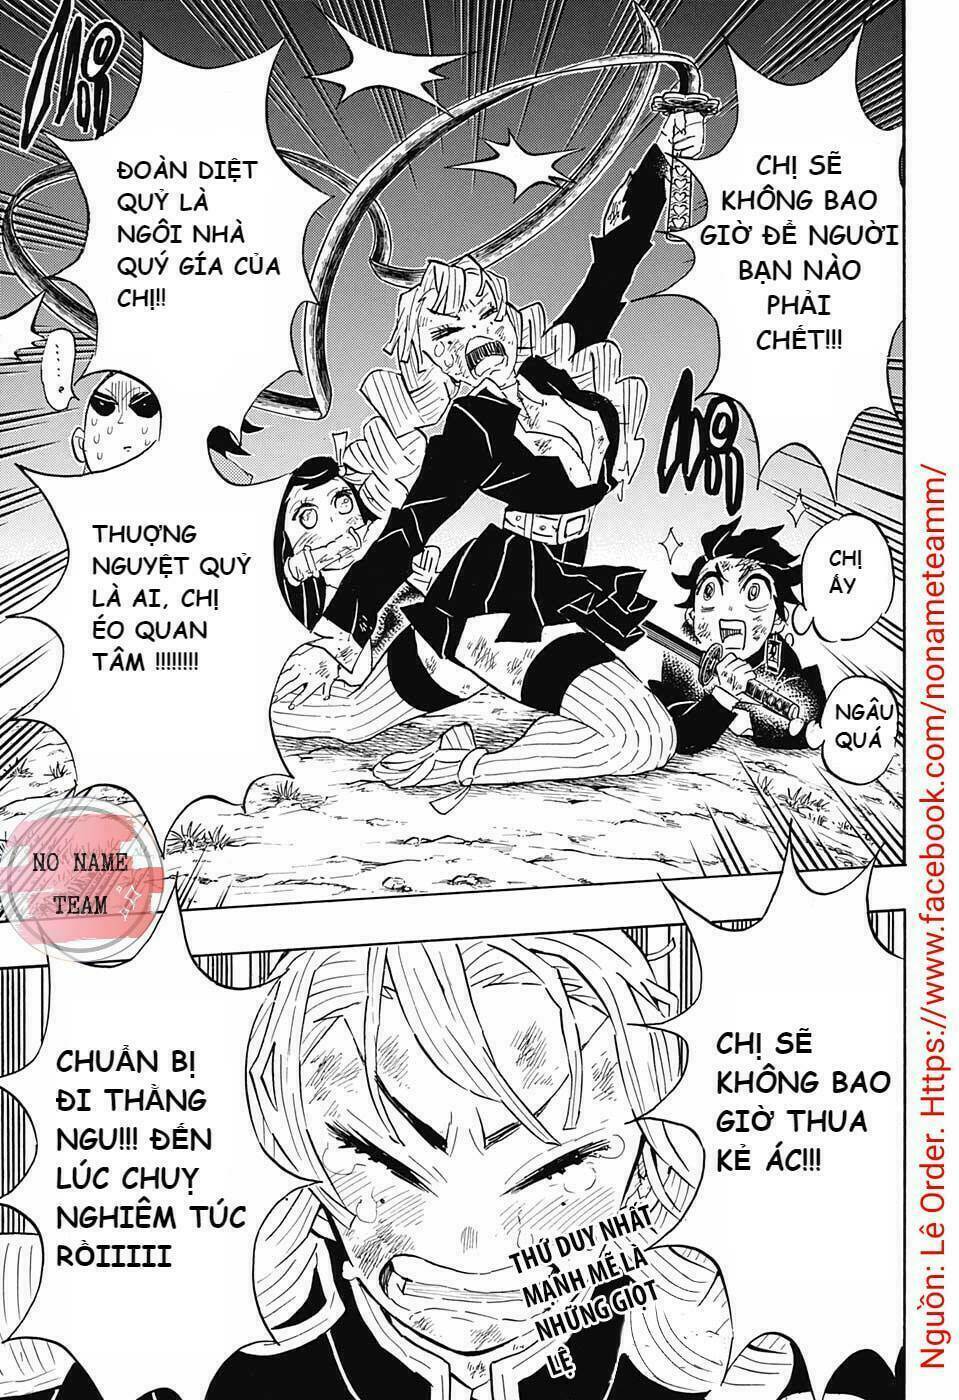 CHỊ SẼ
KHÔNG BAO
GIỜ ĐỂ NGƯỜI
BẠN NÀO
PHẢI
CHẾT!!!
ĐOÀN DIỆT
QUỶ LÀ
NGÔI NHÀ
QUÝ GÍA CỦA
CHỊ!!
......
CHỊ
ẤY
NGẦU
QUÁ
THƯỢNG
NGUYỆT QUỶ
LÀ AI, CHỊ
ÉO QUAN
TÂM !!!!!!!!
NO NAME
TEAM
CHỊ SẼ
KHÔNG BAO
GIỜ THUA
KẺ ÁC!!!
CHUẨN BỊ
ĐI THẰNG
NGU!!! ĐẾN
LÚC CHUỴ
NGHIÊM TÚC
RỒIIIII
THỨ DUY NHẤT
MẠNH MẼ LÀ
NHỮNG GIỌT
LỆ
Nguồn: Lê Order. Https://www.facebook.com/nonameteamm/